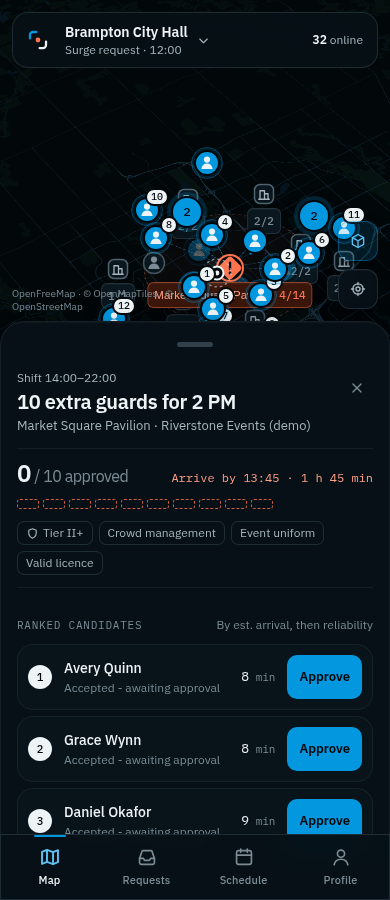 Brampton City Hall
Surge request · 12:00
32 online
10
2
8
4
2/2
2
11
6
2
2/2
1
5
12
4/14
OpenFreeMap · © OpenMapTiles
OpenStreetMap
Shift 14:00–22:00
10 extra guards for 2 PM
Market Square Pavilion · Riverstone Events (demo)
0 / 10 approved
Arrive by 13:45 · 1 h 45 min
Tier II+
Crowd management
Event uniform
Valid licence
RANKED CANDIDATES
By est. arrival, then reliability
1
Avery Quinn
Accepted - awaiting approval
8 min
Approve
2
Grace Wynn
Accepted - awaiting approval
8 min
Approve
3
Daniel Okafor
Accepted - awaiting approval
9 min
Approve
Map
Requests
Schedule
Profile